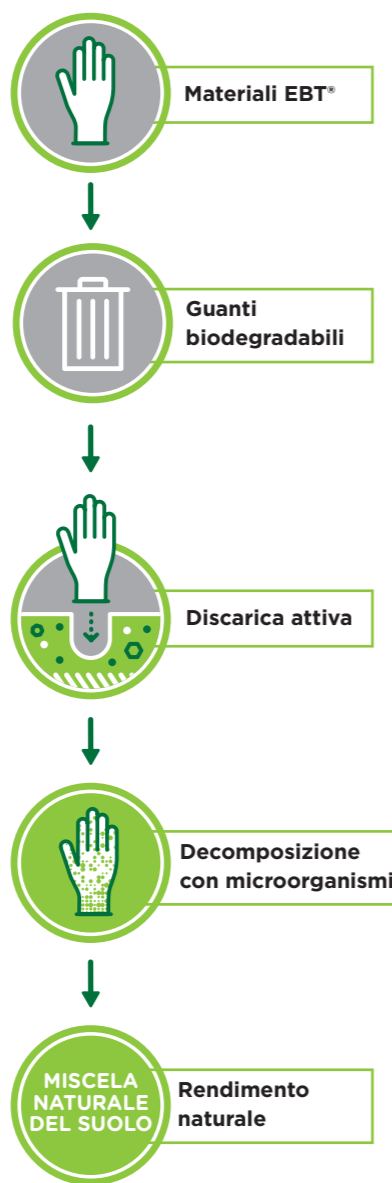 Materiali EBT®
Guanti
biodegradabili
Discarica attiva
Decomposizione
con microorganismi
MISCELA
NATURALE
DEL SUOLO
Rendimento
naturale